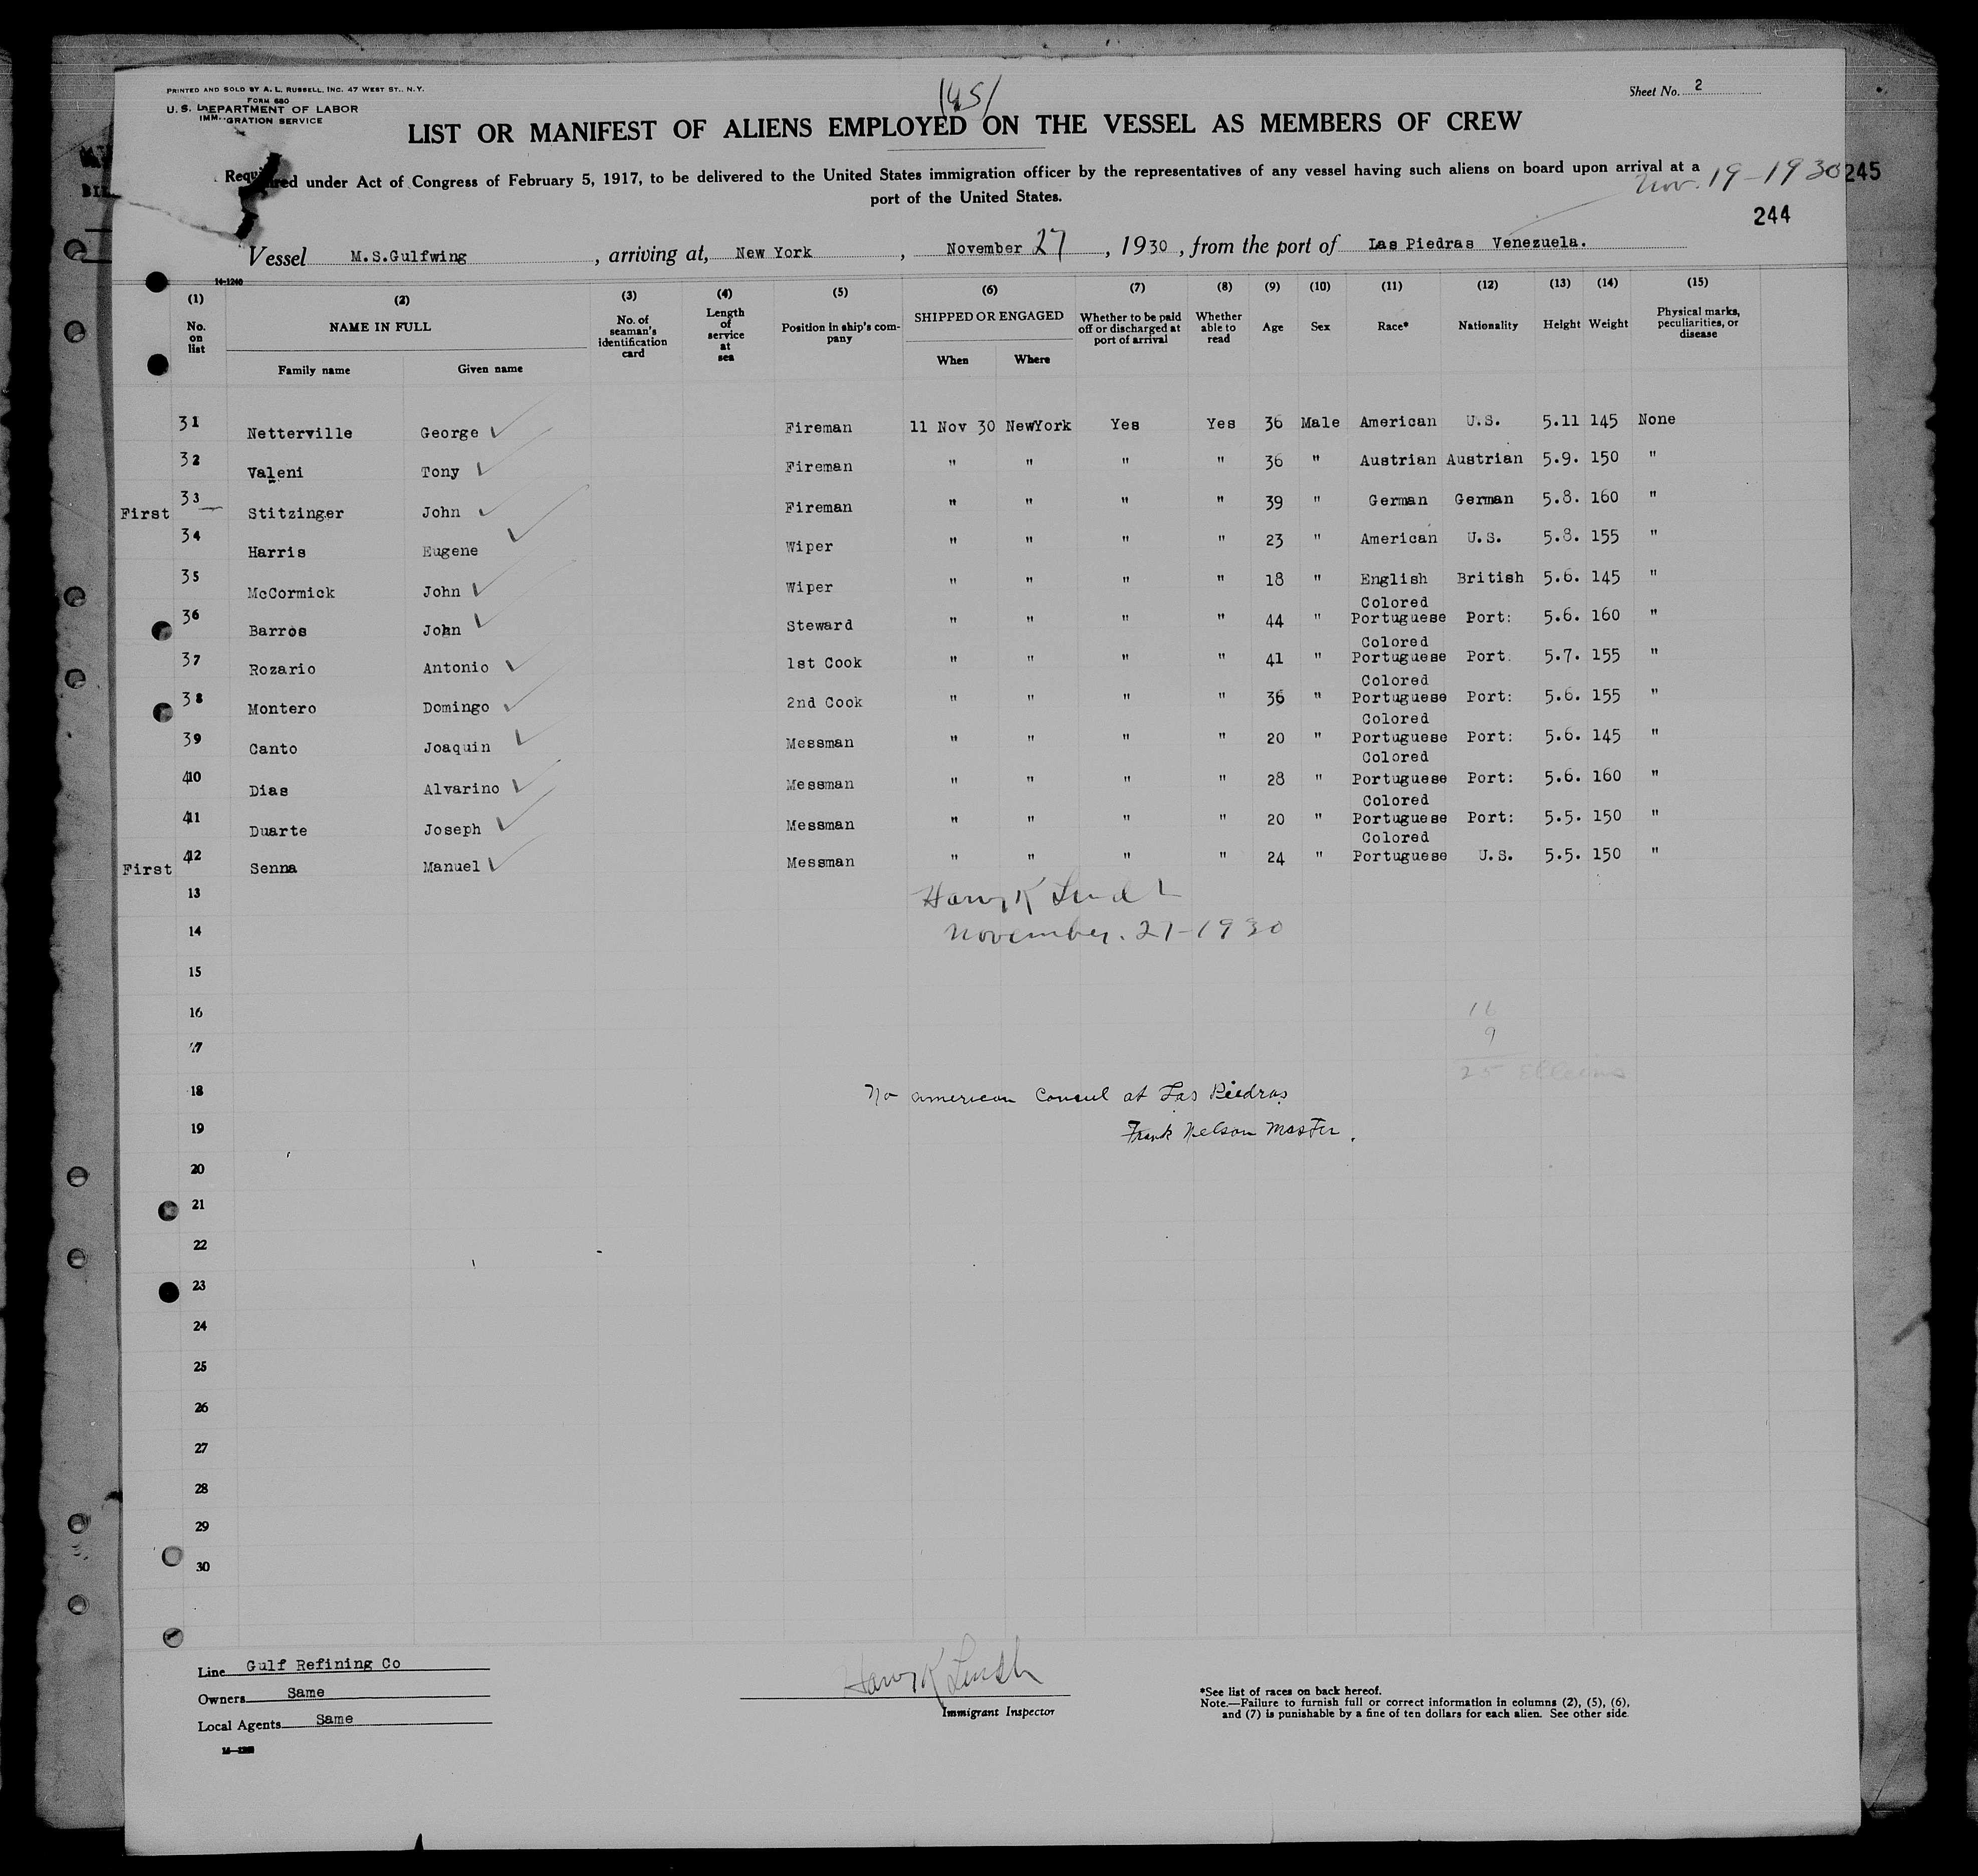 PRINTED AND SOLD BY A. L. RUSSELL, INC. 47 WEST ST., N.Y.
FORM 680
U. S. DEPARTMENT OF LABOR
IMMIGRATION SERVICE
Sheet No. 2
LIST OR MANIFEST OF ALIENS EMPLOYED ON THE VESSEL AS MEMBERS OF CREW
Required under Act of Congress of February 5, 1917, to be delivered to the United States immigration officer by the representatives of any vessel having such aliens on board upon arrival at a
port of the United States.
Nov. 19-1930 245
244
Vessel M.S.Gulfwing, arriving at, New York, November 27, 1930, from the port of Las Piedras Venezuela.
14-1240
(1) (2) (3) (4) (5) (6) (7) (8) (9) (10) (11) (12) (13) (14) (15)
No. on list NAME IN FULL Family name Given name No. of seaman's identification card Length of service at sea Position in ship's company SHIPPED OR ENGAGED When Where Whether to be paid off or discharged at port of arrival Whether able to read Age Sex Race* Nationality Height Weight Physical marks, peculiarities, or disease
31 Netterville George Fireman 11 Nov 30 NewYork Yes Yes 36 Male American U.S. 5.11 145 None
32 Valeni Tony Fireman " " " " 36 " Austrian Austrian 5.9. 150 "
First 33 Stitzinger John Fireman " " " " 39 " German German 5.8. 160 "
34 Harris Eugene Wiper " " " " 23 " American U.S. 5.8. 155 "
35 McCormick John Wiper " " " " 18 " English British 5.6. 145 "
36 Barros John Steward " " " " 44 " Colored Portuguese Port: 5.6. 160 "
37 Rozario Antonio 1st Cook " " " " 41 " Colored Portuguese Port. 5.7. 155 "
38 Montero Domingo 2nd Cook " " " " 36 " Colored Portuguese Port: 5.6. 155 "
39 Canto Joaquin Messman " " " " 20 " Colored Portuguese Port: 5.6. 145 "
40 Dias Alvarino Messman " " " " 28 " Colored Portuguese Port: 5.6. 160 "
41 Duarte Joseph Messman " " " " 20 " Colored Portuguese Port: 5.5. 150 "
First 42 Senna Manuel Messman " " " " 24 " Colored Portuguese U.S. 5.5. 150 "
13
14 November. 27-1930
15
16
17 9
18 No american Consul at Las Piedras
19 Frank Nelson Master.
20
21
22
23
24
25
26
27
28
29
30
Line Gulf Refining Co
Owners Same
Local Agents Same
Immigrant Inspector
*See list of races on back hereof.
Note.—Failure to furnish full or correct information in columns (2), (5), (6),
and (7) is punishable by a fine of ten dollars for each alien. See other side